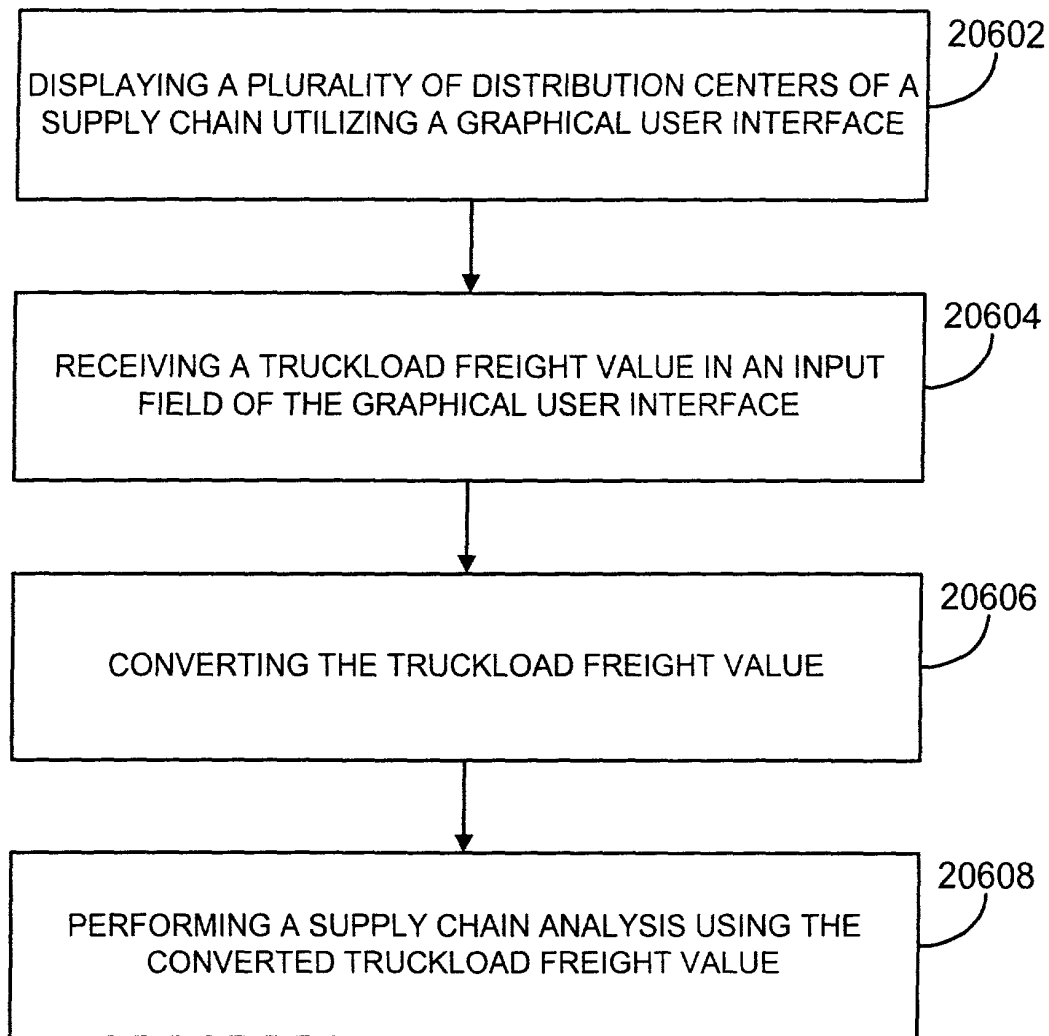 20602
DISPLAYING A PLURALITY OF DISTRIBUTION CENTERS OF A
SUPPLY CHAIN UTILIZING A GRAPHICAL USER INTERFACE
20604
RECEIVING A TRUCKLOAD FREIGHT VALUE IN AN INPUT
FIELD OF THE GRAPHICAL USER INTERFACE
20606
CONVERTING THE TRUCKLOAD FREIGHT VALUE
20608
PERFORMING A SUPPLY CHAIN ANALYSIS USING THE
CONVERTED TRUCKLOAD FREIGHT VALUE